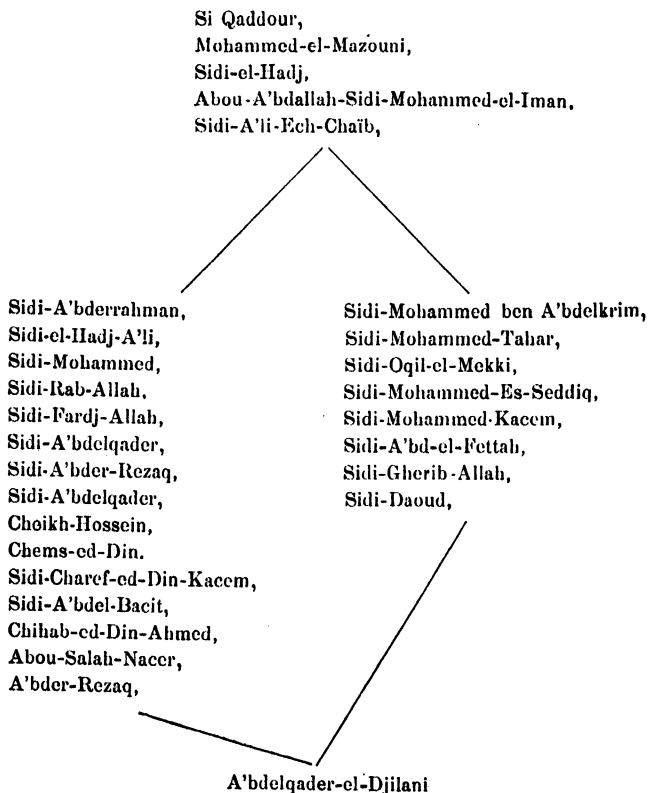 Si Qaddour,
Mohammed-el-Mazouni,
Sidi-el-Hadj,
Abou-A'bdallah-Sidi-Mohammed-el-Iman,
Sidi-A'li-Ech-Chaïb,
Sidi-A'bderrahman,
Sidi-el-Hadj-A'li,
Sidi-Mohammed,
Sidi-Rab-Allah,
Sidi-Fardj-Allah,
Sidi-A'bdelqader,
Sidi-A'bder-Rezaq,
Sidi-A'bdelqader,
Cheikh-Hossein,
Chems-ed-Din.
Sidi-Charef-ed-Din-Kacem,
Sidi-A'bdel-Bacit,
Chihab-ed-Din-Ahmed,
Abou-Salah-Nacer,
A'bder-Rezaq,
Sidi-Mohammed ben A'bdelkrim,
Sidi-Mohammed-Tahar,
Sidi-Oqil-el-Mekki,
Sidi-Mohammed-Es-Seddiq,
Sidi-Mohammed-Kacem,
Sidi-A'bd-el-Fettah,
Sidi-Gherib-Allah,
Sidi-Daoud,
A'bdelqader-el-Djilani